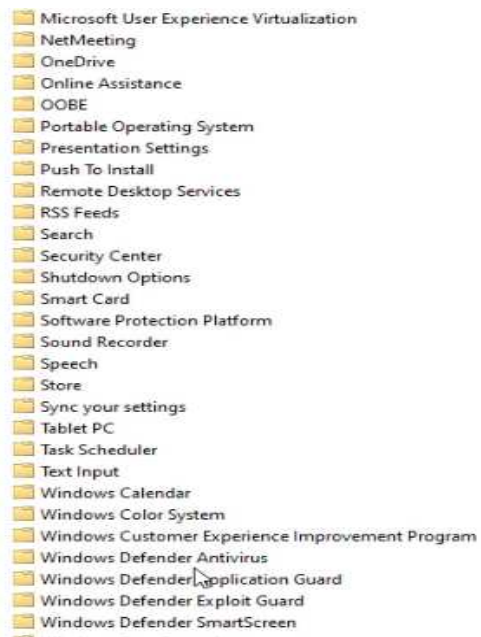 Microsoft User Experience Virtualization
NetMeeting
OneDrive
Online Assistance
OOBE
Portable Operating System
Presentation Settings
Push To Install
Remote Desktop Services
RSS Feeds
Search
Security Center
Shutdown Options
Smart Card
Software Protection Platform
Sound Recorder
Speech
Store
Sync your settings
Tablet PC
Task Scheduler
Text Input
Windows Calendar
Windows Color System
Windows Customer Experience Improvement Program
Windows Defender Antivirus
Windows Defender Application Guard
Windows Defender Exploit Guard
Windows Defender SmartScreen